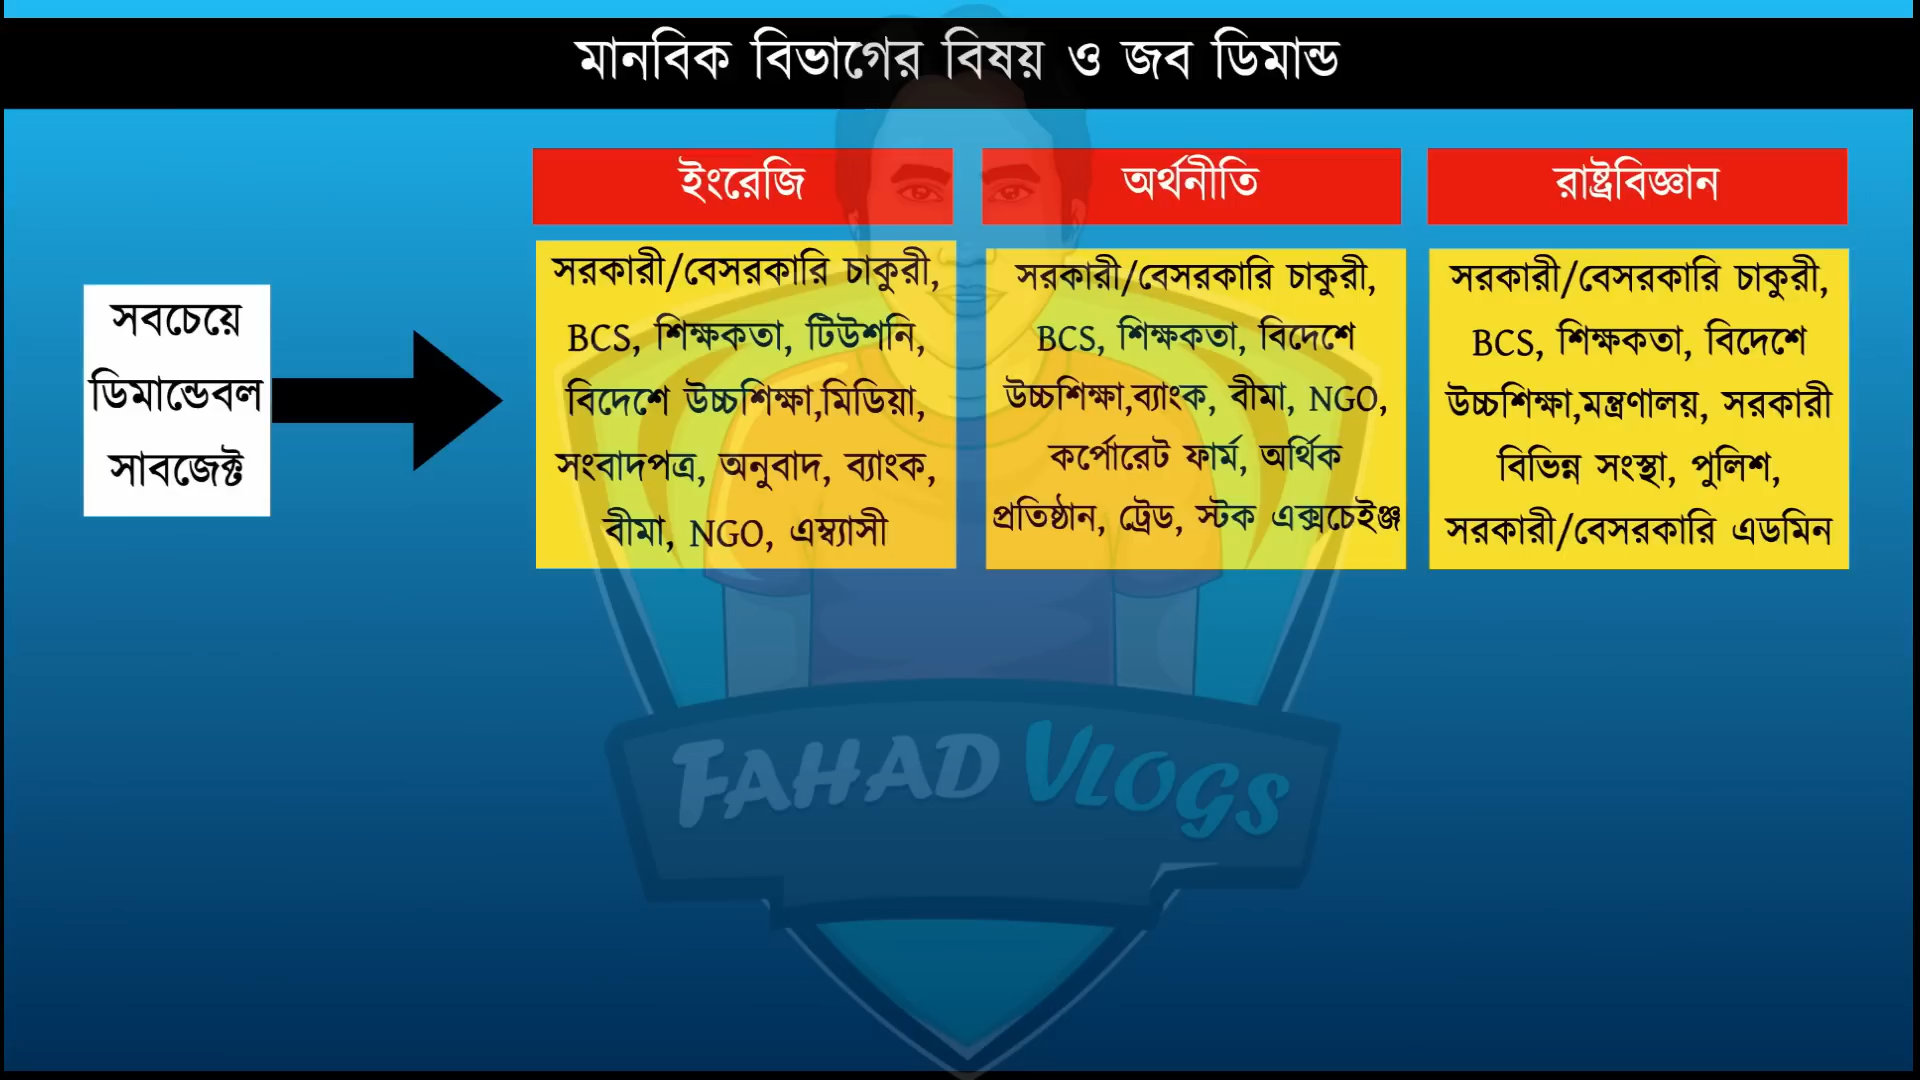 মানবিক বিভাগের বিষয় ও জব ডিমান্ড
সবচেয়ে
ডিমান্ডেবল
সাবজেক্ট
ইংরেজি
সরকারী/বেসরকারি চাকুরী,
BCS, শিক্ষকতা, টিউশনি,
বিদেশে উচ্চশিক্ষা,মিডিয়া,
সংবাদপত্র, অনুবাদ, ব্যাংক,
বীমা, NGO, এম্ব্যাসী
অর্থনীতি
সরকারী/বেসরকারি চাকুরী,
BCS, শিক্ষকতা, বিদেশে
উচ্চশিক্ষা,ব্যাংক, বীমা, NGO,
কর্পোরেট ফার্ম, অর্থিক
প্রতিষ্ঠান, ট্রেড, স্টক এক্সচেইঞ্জ
রাষ্ট্রবিজ্ঞান
সরকারী/বেসরকারি চাকুরী,
BCS, শিক্ষকতা, বিদেশে
উচ্চশিক্ষা,মন্ত্রণালয়, সরকারী
বিভিন্ন সংস্থা, পুলিশ,
সরকারী/বেসরকারি এডমিন
FAHAD VLOGS